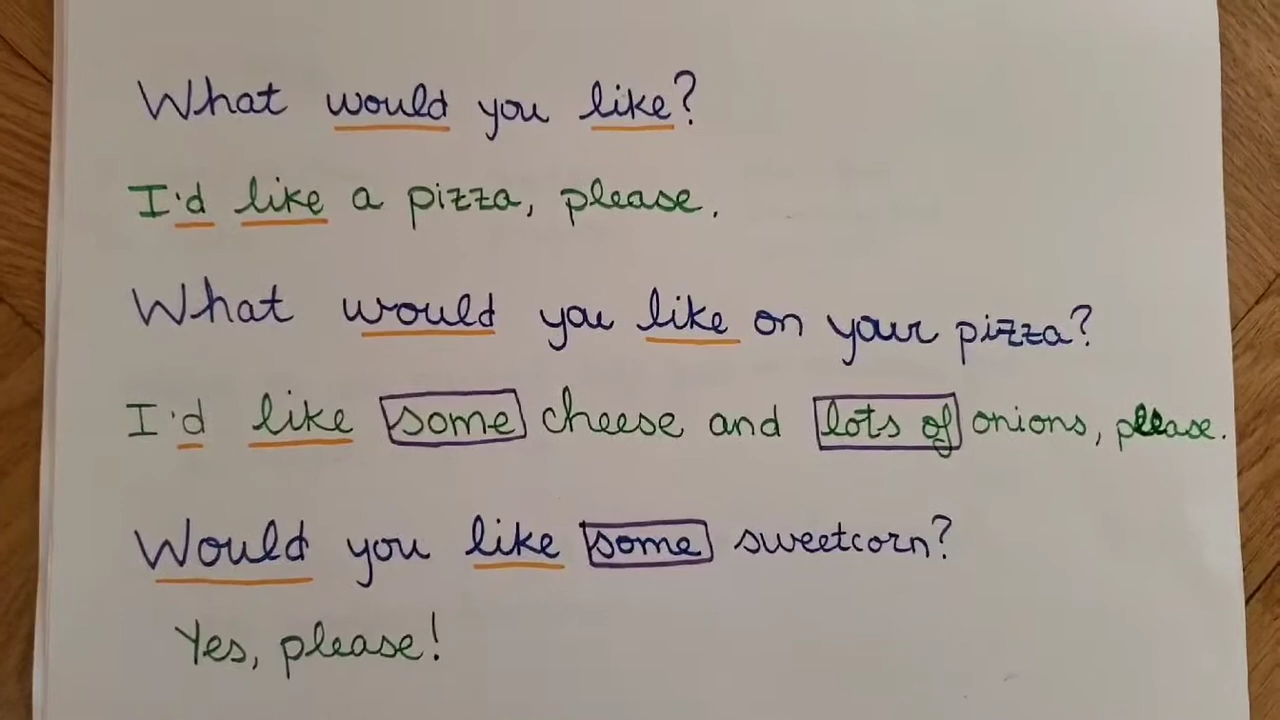 What would you like?
I'd like a pizza, please.
What would you like on your pizza?
I'd like some cheese and lots of onions, please.
Would you like some sweetcorn?
Yes, please!